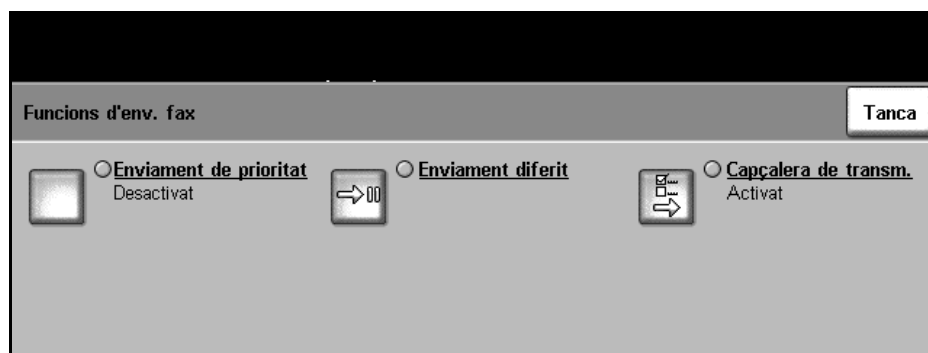 Funcions d'env. fax
Tanca
Enviament de prioritat
Desactivat
Enviament diferit
Capçalera de transm.
Activat